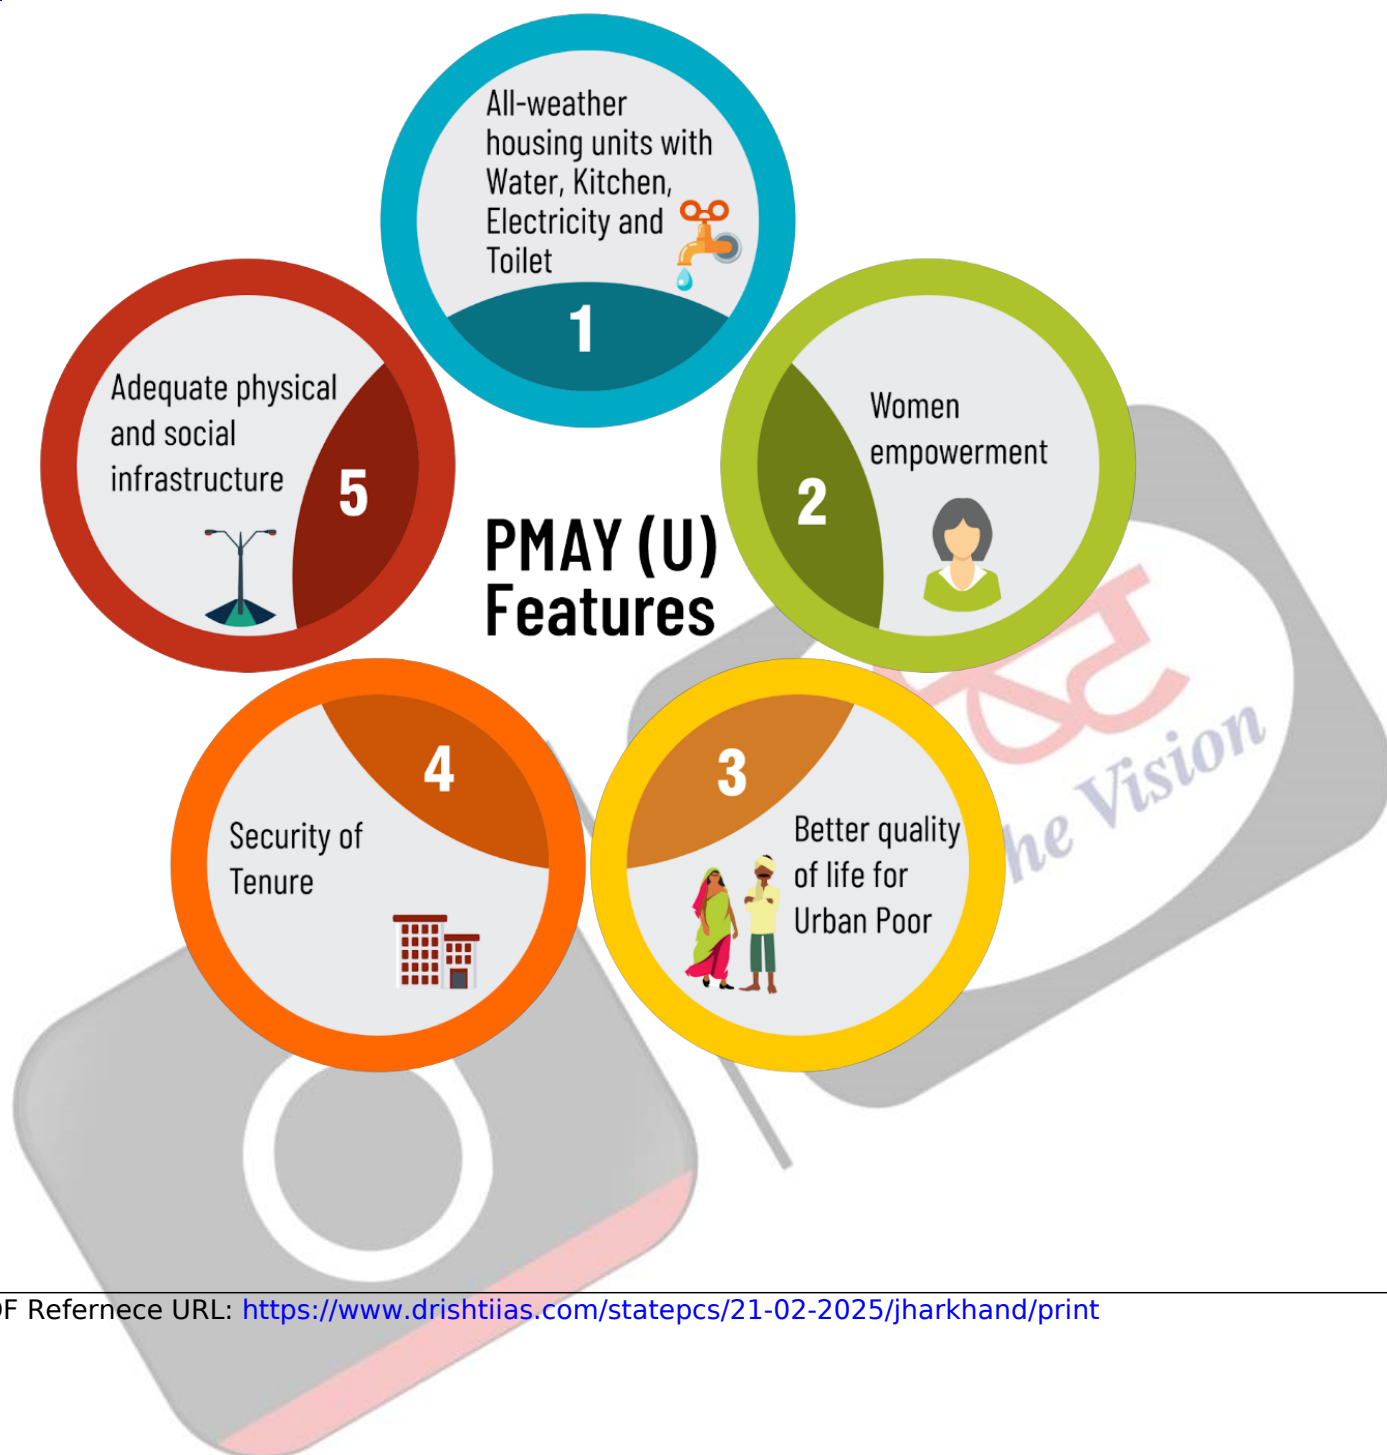 All-weather
housing units with
Water, Kitchen,
Electricity and
Toilet
1
Women
empowerment
2
3
Better quality
of life for
Urban Poor
4
Security of
Tenure
Adequate physical
and social
infrastructure
5
PMAY (U)
Features
he Vision
F Refernece URL: https://www.drishtiias.com/statepcs/21-02-2025/jharkhand/print